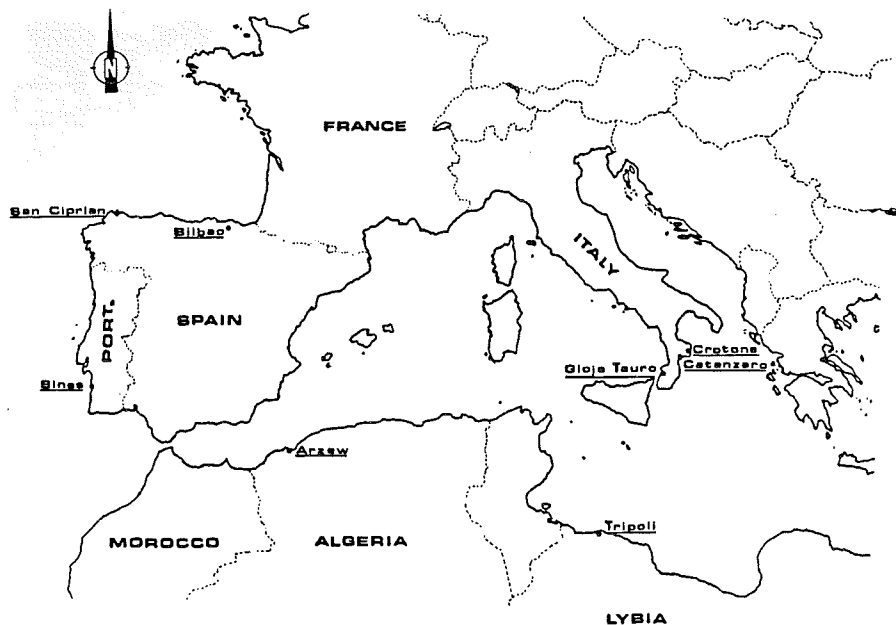 N
FRANCE
San Ciprian
Bilbao
ITALY
PORT.
SPAIN
Crotone
Gioja Tauro
Catanzaro
Sines
Arzew
Tripoli
MOROCCO
ALGERIA
LYBIA